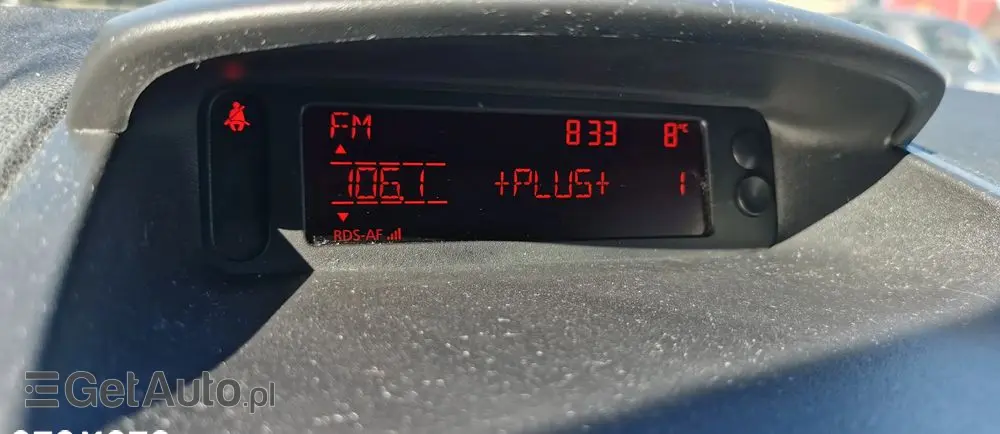 FM 8:33 8°C
106.1 +PLUS+ 1
RDS-AF
GetAuto.pl